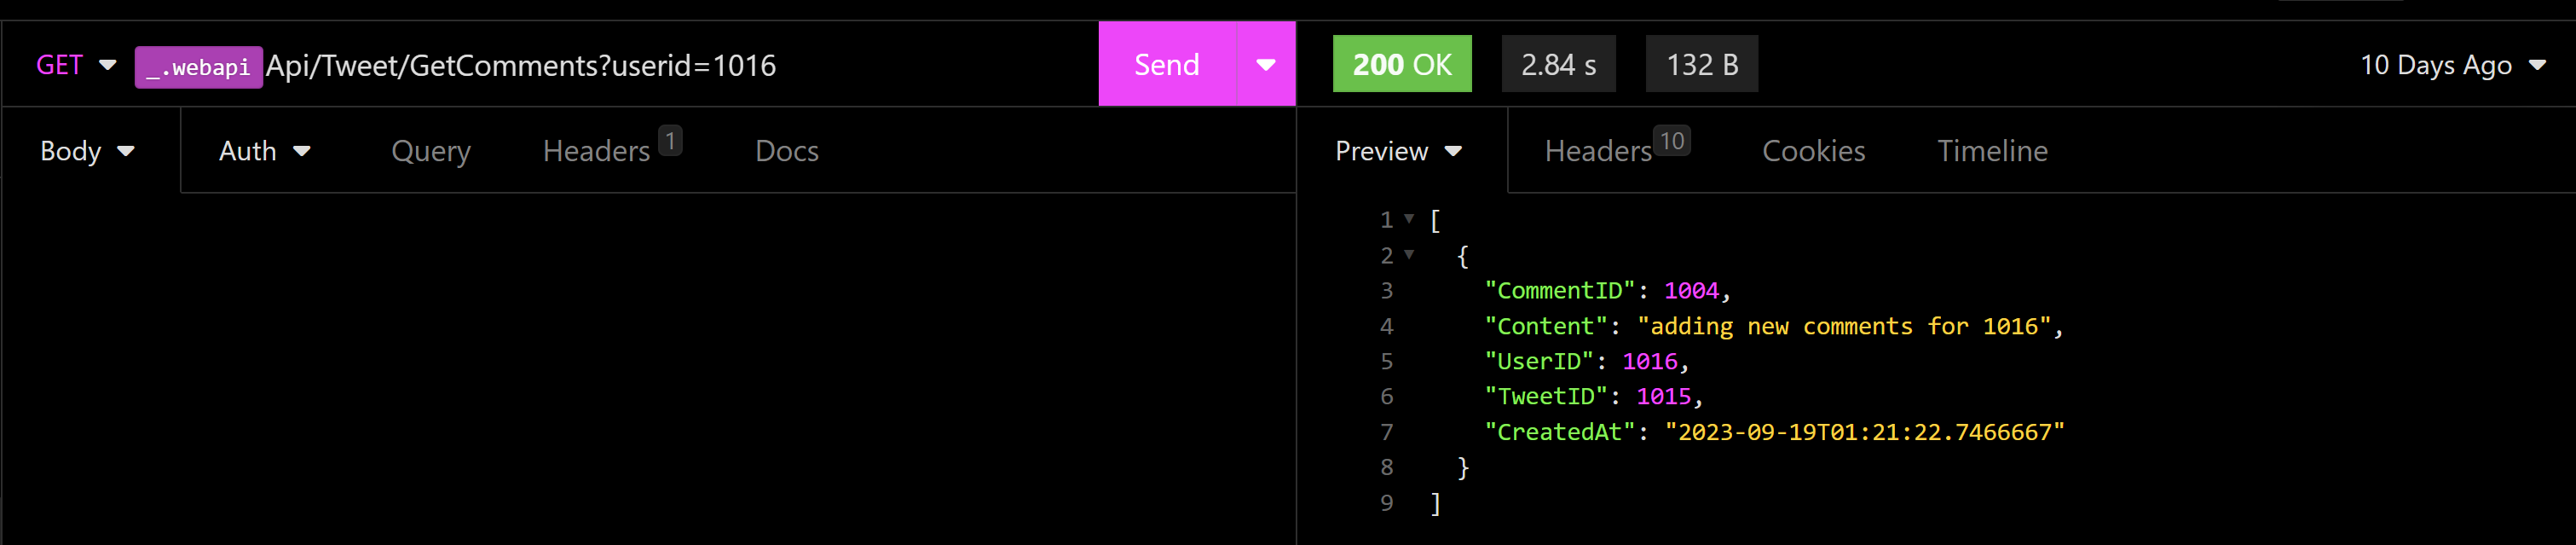 GET _.webapi Api/Tweet/GetComments?userid=1016 Send 200 OK 2.84 s 132 B 10 Days Ago
Body Auth Query Headers 1 Docs Preview Headers 10 Cookies Timeline
1 [
2 {
3 "CommentID": 1004,
4 "Content": "adding new comments for 1016",
5 "UserID": 1016,
6 "TweetID": 1015,
7 "CreatedAt": "2023-09-19T01:21:22.7466667"
8 }
9 ]